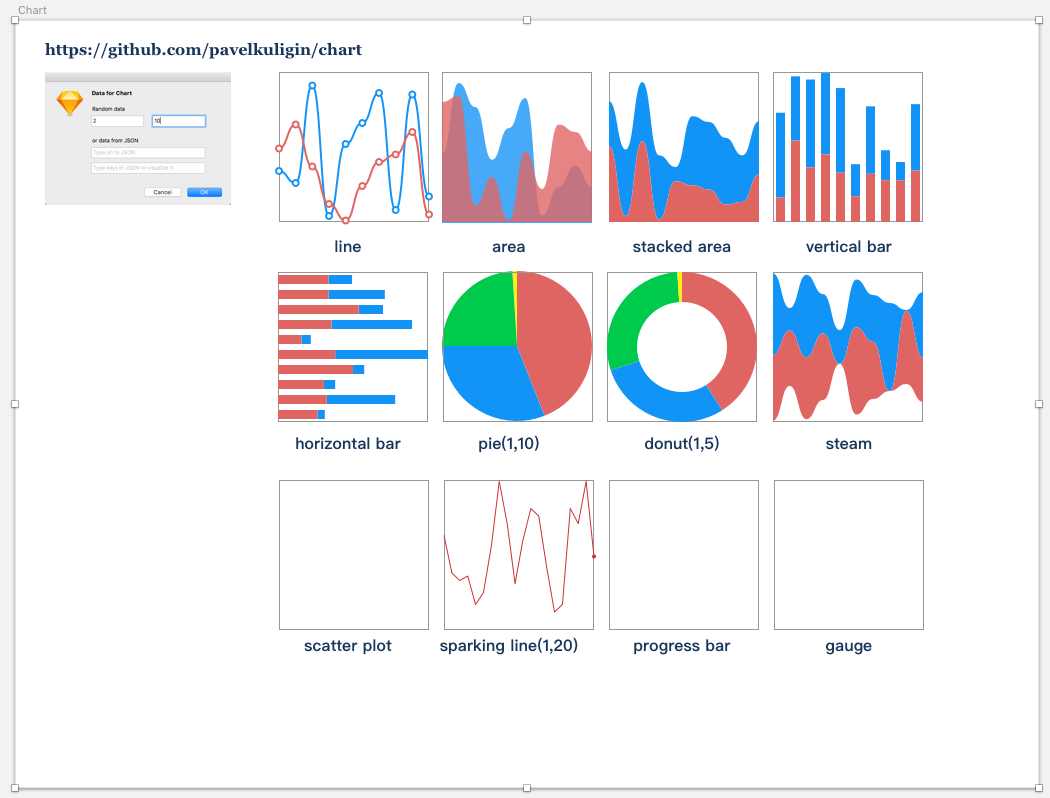 Chart
https://github.com/pavelkuligin/chart
Data for Chart
Random data
2
10
or data from JSON
Type url to JSON
Type keys in JSON to visualize it
Cancel
OK
line
area
stacked area
vertical bar
horizontal bar
pie(1,10)
donut(1,5)
steam
scatter plot
sparking line(1,20)
progress bar
gauge